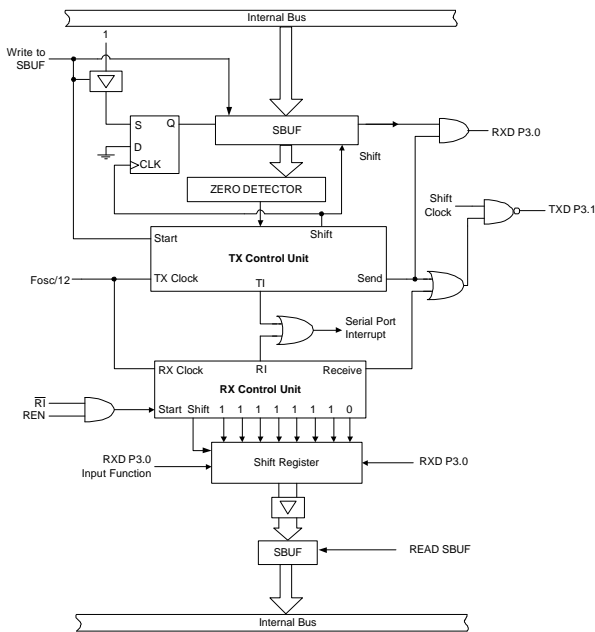 Internal Bus
1
Write to
SBUF
S Q
D
CLK
SBUF
RXD P3.0
Shift
ZERO DETECTOR
Shift
Clock
TXD P3.1
Start Shift
TX Control Unit
Fosc/12
TX Clock TI Send
Serial Port
Interrupt
RX Clock RI Receive
RX Control Unit
RI
REN
Start Shift 1 1 1 1 1 1 1 0
RXD P3.0
Input Function
Shift Register
RXD P3.0
SBUF
READ SBUF
Internal Bus